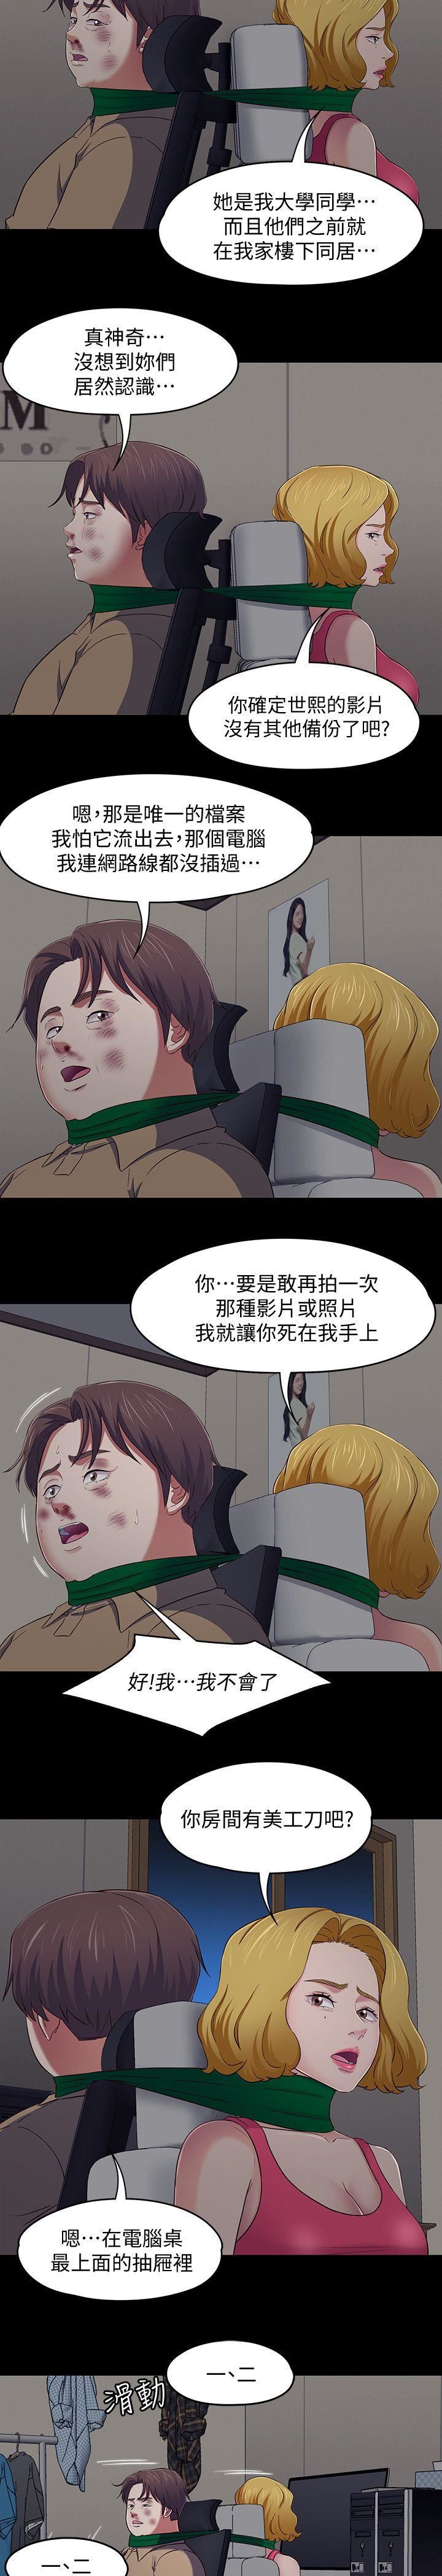 她是我大學同學⋯
而且他們之前就
在我家樓下同居⋯
真神奇⋯
沒想到妳們
居然認識⋯
M
你確定世熙的影片
沒有其他備份了吧?
嗯,那是唯一的檔案
我怕它流出去,那個電腦
我連網路線都沒插過⋯
你⋯要是敢再拍一次
那種影片或照片
我就讓你死在我手上
好!我⋯我不會了
你房間有美工刀吧?
嗯⋯在電腦桌
最上面的抽屜裡
一、二
滑動
一、二